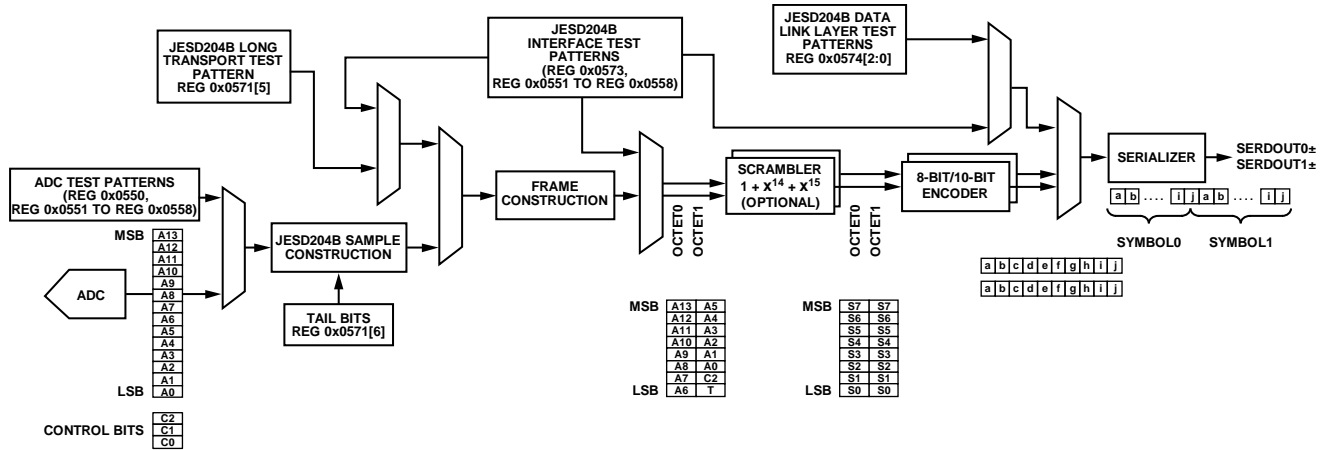 JESD204B LONG
TRANSPORT TEST
PATTERN
REG 0x0571[5]
JESD204B
INTERFACE TEST
PATTERNS
(REG 0x0573,
REG 0x0551 TO REG 0x0558)
JESD204B DATA
LINK LAYER TEST
PATTERNS
REG 0x0574[2:0]
ADC TEST PATTERNS
(REG 0x0550,
REG 0x0551 TO REG 0x0558)
MSB
A13
A12
A11
A10
A9
A8
A7
A6
A5
A4
A3
A2
A1
LSB A0
CONTROL BITS
C2
C1
C0
ADC
JESD204B SAMPLE
CONSTRUCTION
TAIL BITS
REG 0x0571[6]
FRAME
CONSTRUCTION
OCTET0
OCTET1
SCRAMBLER
1 + x14 + x15
(OPTIONAL)
OCTET0
OCTET1
8-BIT/10-BIT
ENCODER
SERIALIZER
SERDOUT0±
SERDOUT1±
a b . . . . i j a b . . . . i j
SYMBOL0 SYMBOL1
a b c d e f g h i j
a b c d e f g h i j
MSB A13 A5
A12 A4
A11 A3
A10 A2
A9 A1
A8 A0
A7 C2
LSB A6 T
MSB S7 S7
S6 S6
S5 S5
S4 S4
S3 S3
S2 S2
S1 S1
LSB S0 S0